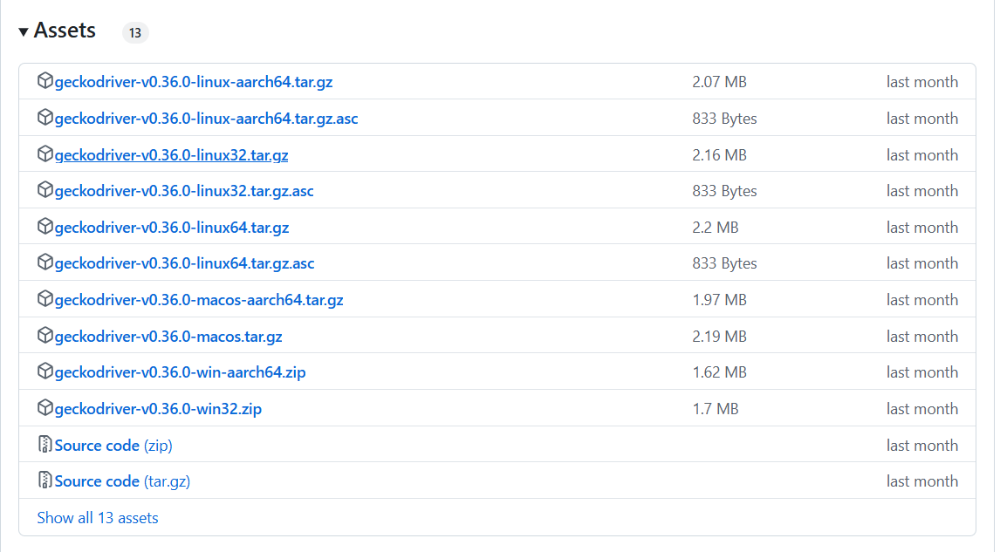 Assets 13
geckodriver-v0.36.0-linux-aarch64.tar.gz 2.07 MB last month
geckodriver-v0.36.0-linux-aarch64.tar.gz.asc 833 Bytes last month
geckodriver-v0.36.0-linux32.tar.gz 2.16 MB last month
geckodriver-v0.36.0-linux32.tar.gz.asc 833 Bytes last month
geckodriver-v0.36.0-linux64.tar.gz 2.2 MB last month
geckodriver-v0.36.0-linux64.tar.gz.asc 833 Bytes last month
geckodriver-v0.36.0-macos-aarch64.tar.gz 1.97 MB last month
geckodriver-v0.36.0-macos.tar.gz 2.19 MB last month
geckodriver-v0.36.0-win-aarch64.zip 1.62 MB last month
geckodriver-v0.36.0-win32.zip 1.7 MB last month
Source code (zip) last month
Source code (tar.gz) last month
Show all 13 assets